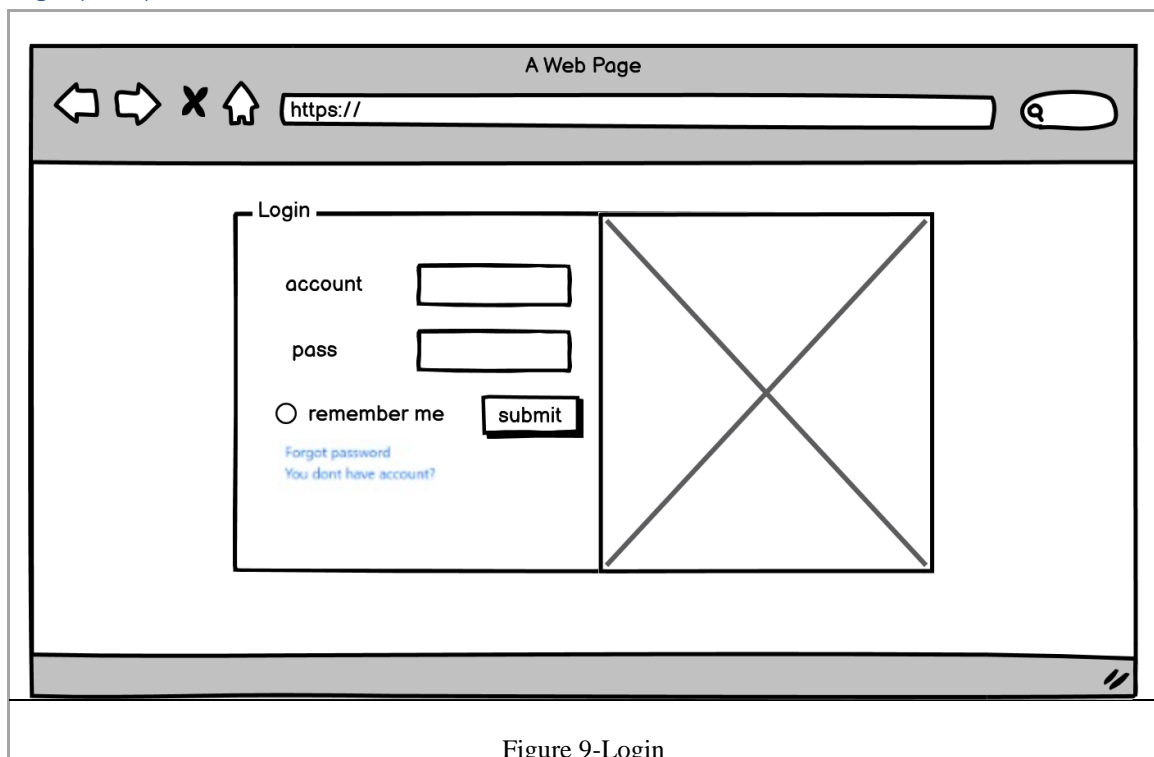 A Web Page
https://
Login
account
pass
remember me
submit
Forgot password
You dont have account?
Figure 9-Login